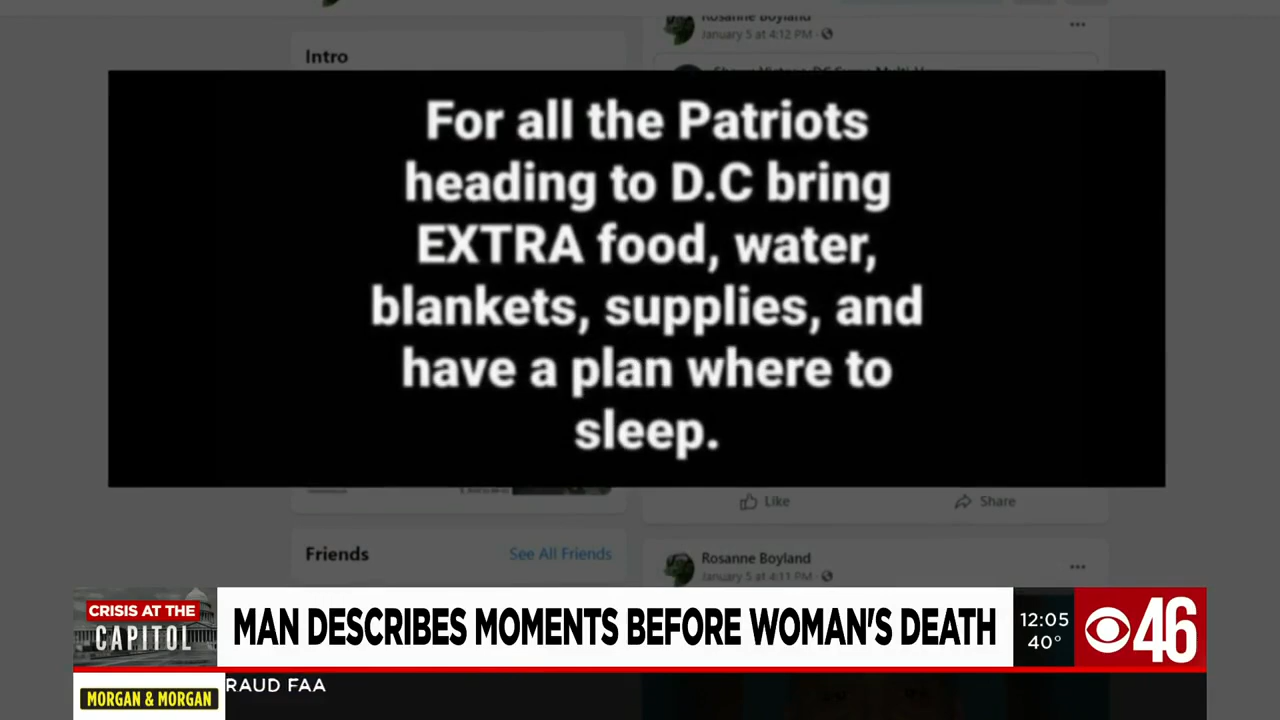 Rosanne Boyland
January 5 at 4:12 PM
Intro
For all the Patriots
heading to D.C bring
EXTRA food, water,
blankets, supplies, and
have a plan where to
sleep.
Like
Share
Friends
See All Friends
Rosanne Boyland
January 5 at 4:11 PM
CRISIS AT THE
CAPITOL
MAN DESCRIBES MOMENTS BEFORE WOMAN'S DEATH
12:05
40°
46
MORGAN & MORGAN
RAUD FAA